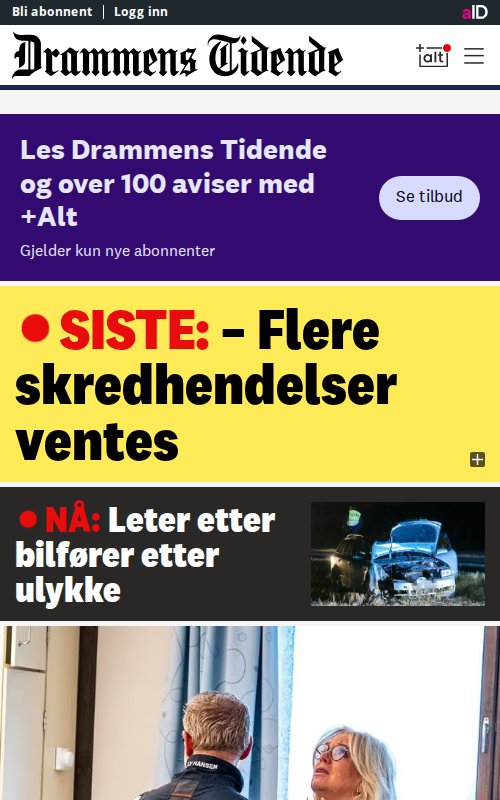 Bli abonnent | Logg inn
aID
Drammens Tidende
+alt
Les Drammens Tidende
og over 100 aviser med
+Alt
Se tilbud
Gjelder kun nye abonnenter
SISTE: – Flere
skredhendelser
ventes
NÅ: Leter etter
bilfører etter
ulykke